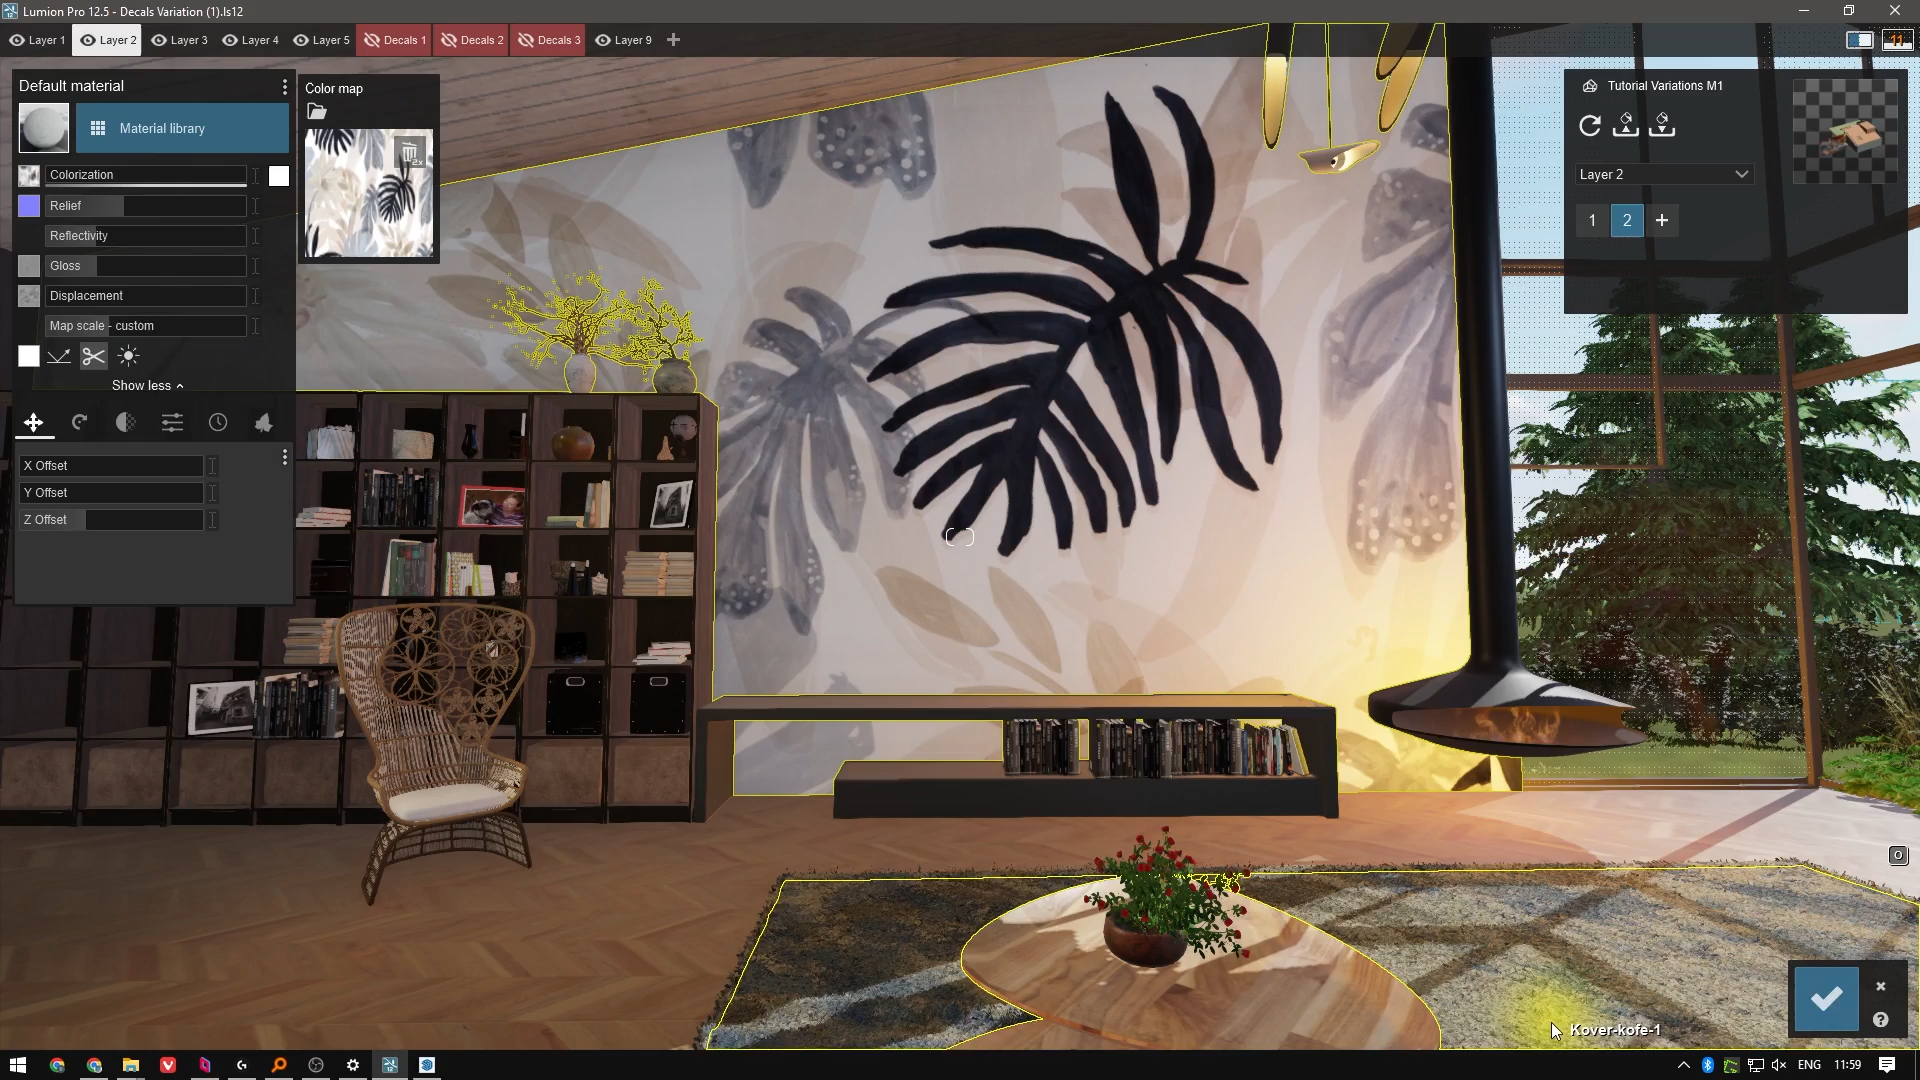 Lumion Pro 12.5 - Decals Variation (1).ls12
Layer 1
Layer 2
Layer 3
Layer 4
Layer 5
Decals 1
Decals 2
Decals 3
Layer 9
11
Default material
Material library
Colorization
Relief
Reflectivity
Gloss
Displacement
Map scale - custom
Show less
X Offset
Y Offset
Z Offset
Color map
2x
Tutorial Variations M1
Layer 2
1
2
+
O
Kover-kofe-1
ENG
11:59